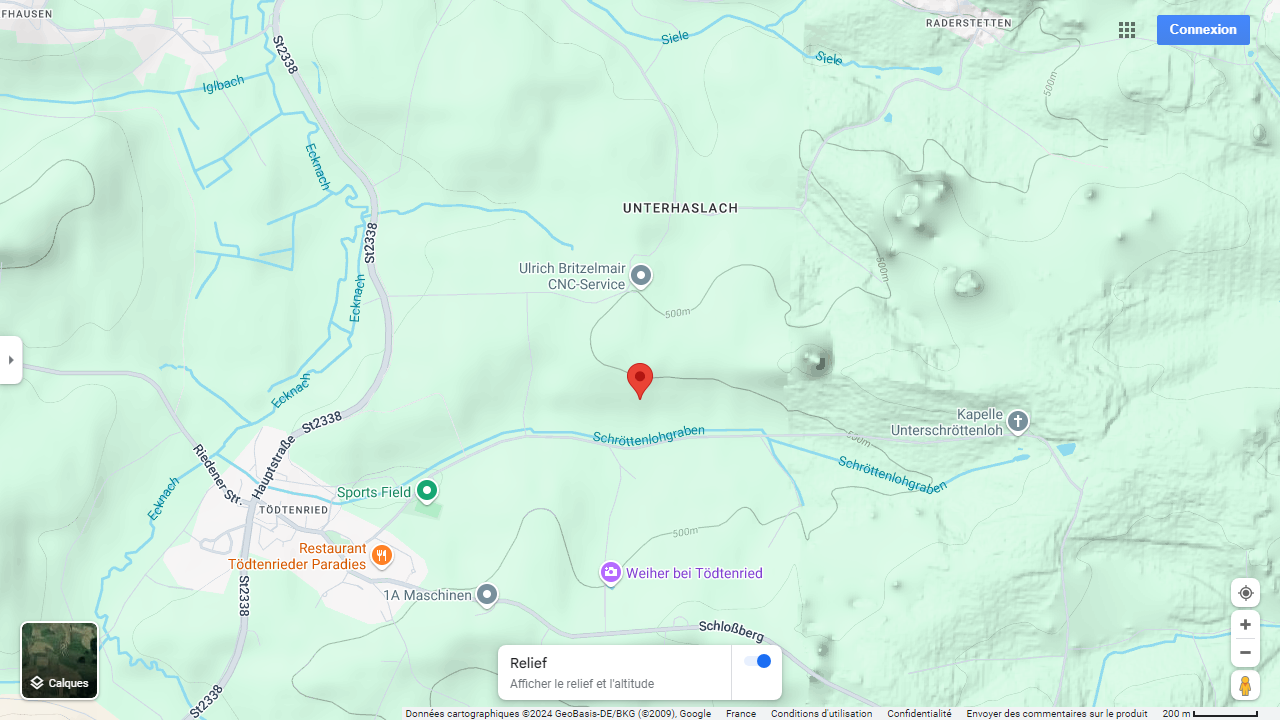 FHAUSEN
Siele
RADERSTETTEN
Connexion
St2338
Siele
Iglbach
500m
Ecknach
UNTERHASLACH
St2338
Ulrich Britzelmair
CNC-Service
500m
Ecknach
500m
Ecknach
Kapelle
Unterschröttenloh
St2338
Schröttenlohgraben
500m
Hauptstraße
Riedener Str.
Schröttenlohgraben
Ecknach
Sports Field
TÖDTENRIED
500m
Restaurant
Tödtenrieder Paradies
Weiher bei Tödtenried
St2338
1A Maschinen
Schloßberg
Relief
Afficher le relief et l'altitude
Calques
St2338
Données cartographiques ©2024 GeoBasis-DE/BKG (©2009), Google France Conditions d'utilisation Confidentialité Envoyer des commentaires sur le produit 200 m